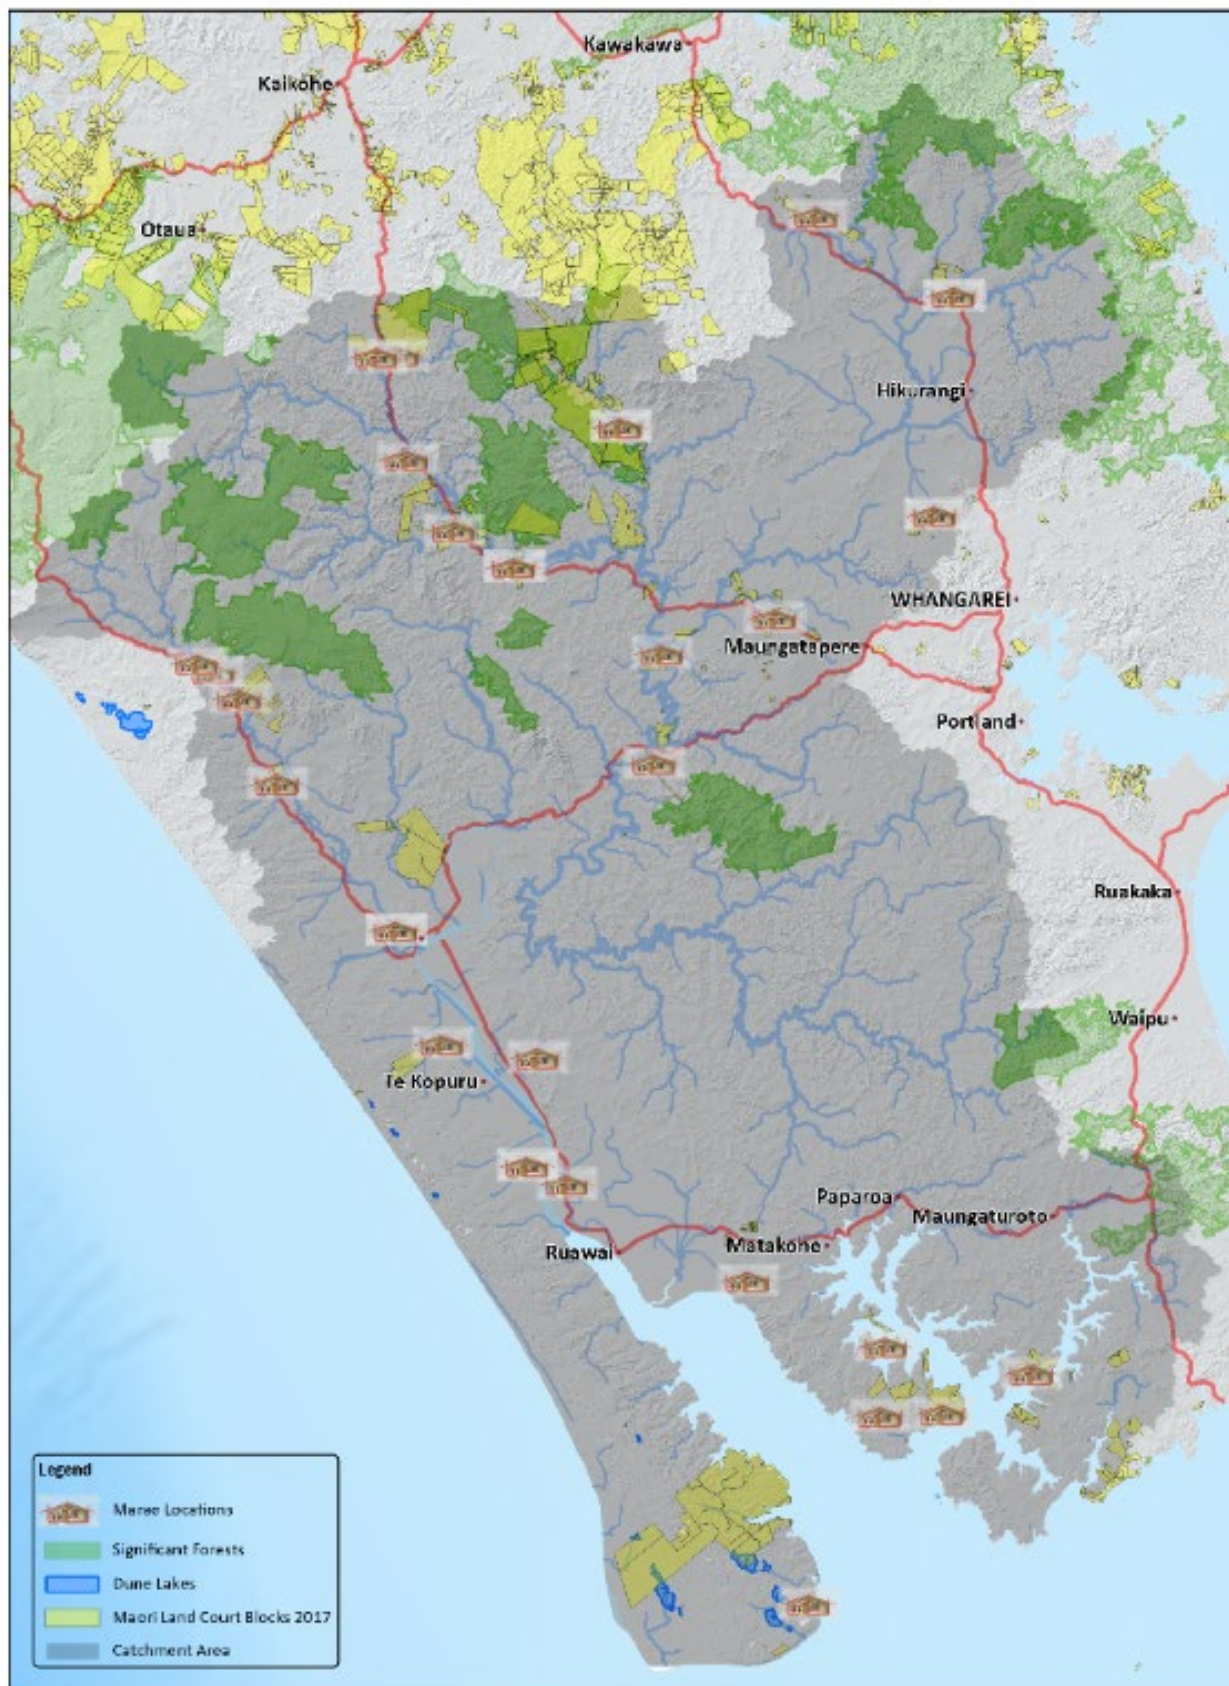 Kawakawa
Kaikohe
Otaua
Hikurangi
WHANGAREI
Maungatapere
Portland
Ruakaka
Waipu
Te Kopuru
Paparoa
Maungaturoto
Ruawai
Matakohe
Legend
Marae Locations
Significant Forests
Dune Lakes
Maori Land Court Blocks 2017
Catchment Area